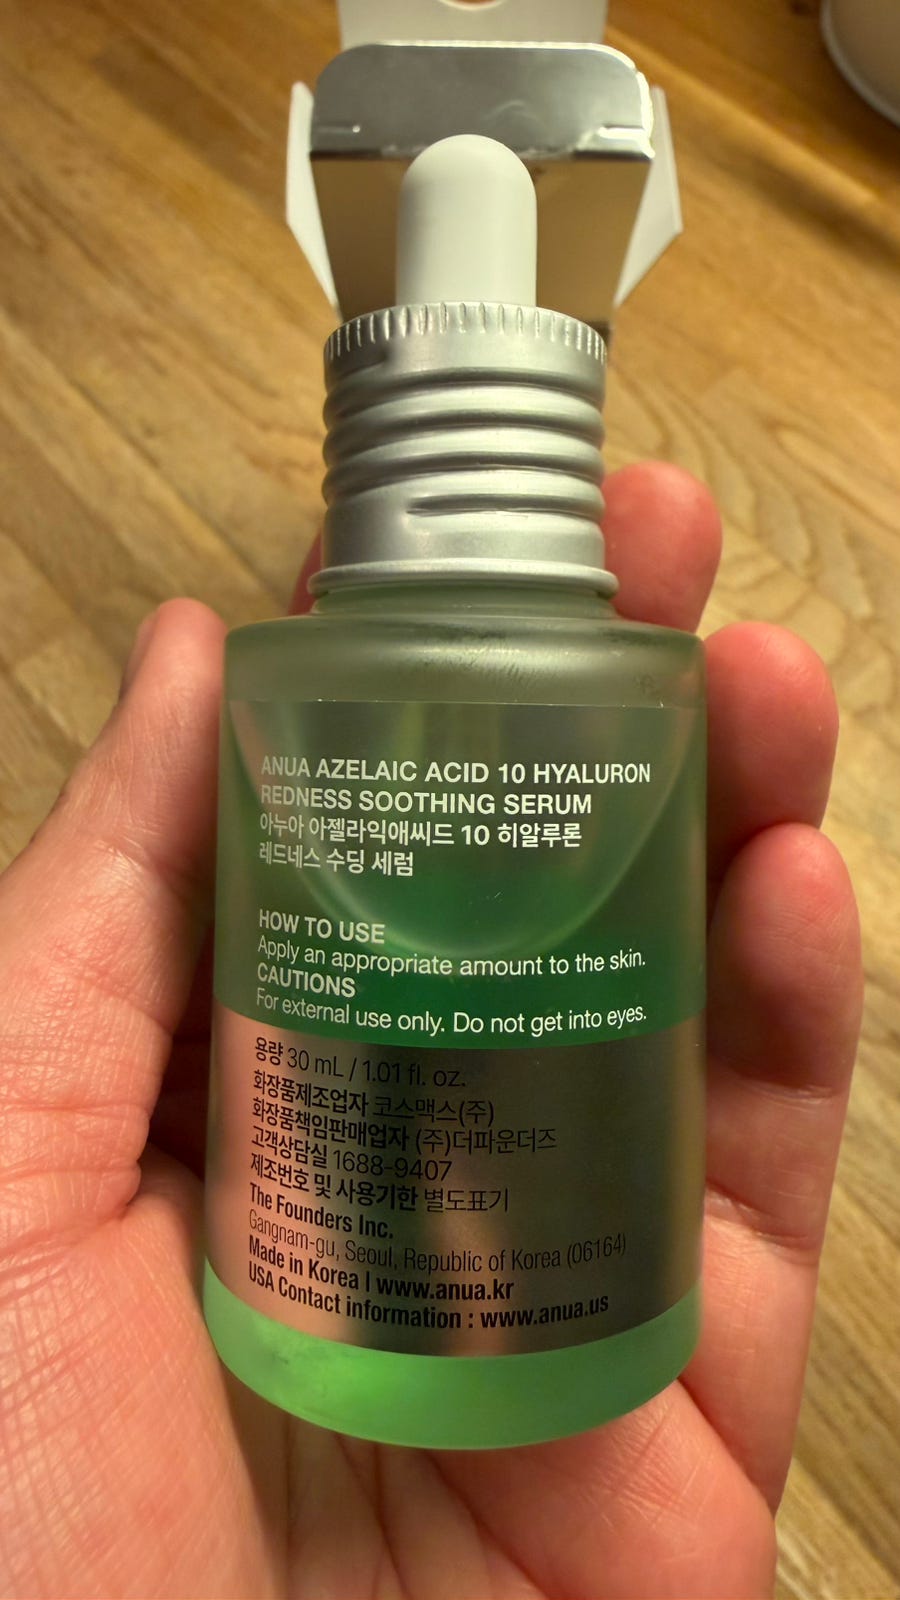 ANUA AZELAIC ACID 10 HYALURON
REDNESS SOOTHING SERUM
아누아 아젤라익애씨드 10 히알루론
레드네스 수딩 세럼
HOW TO USE
Apply an appropriate amount to the skin.
CAUTIONS
For external use only. Do not get into eyes.
용량 30 mL / 1.01 fl. oz.
화장품제조업자 코스맥스(주)
화장품책임판매업자 (주)더파운더즈
고객상담실 1688-9407
제조번호 및 사용기한 별도표기
The Founders Inc.
Gangnam-gu, Seoul, Republic of Korea (06164)
Made in Korea | www.anua.kr
USA Contact information : www.anua.us